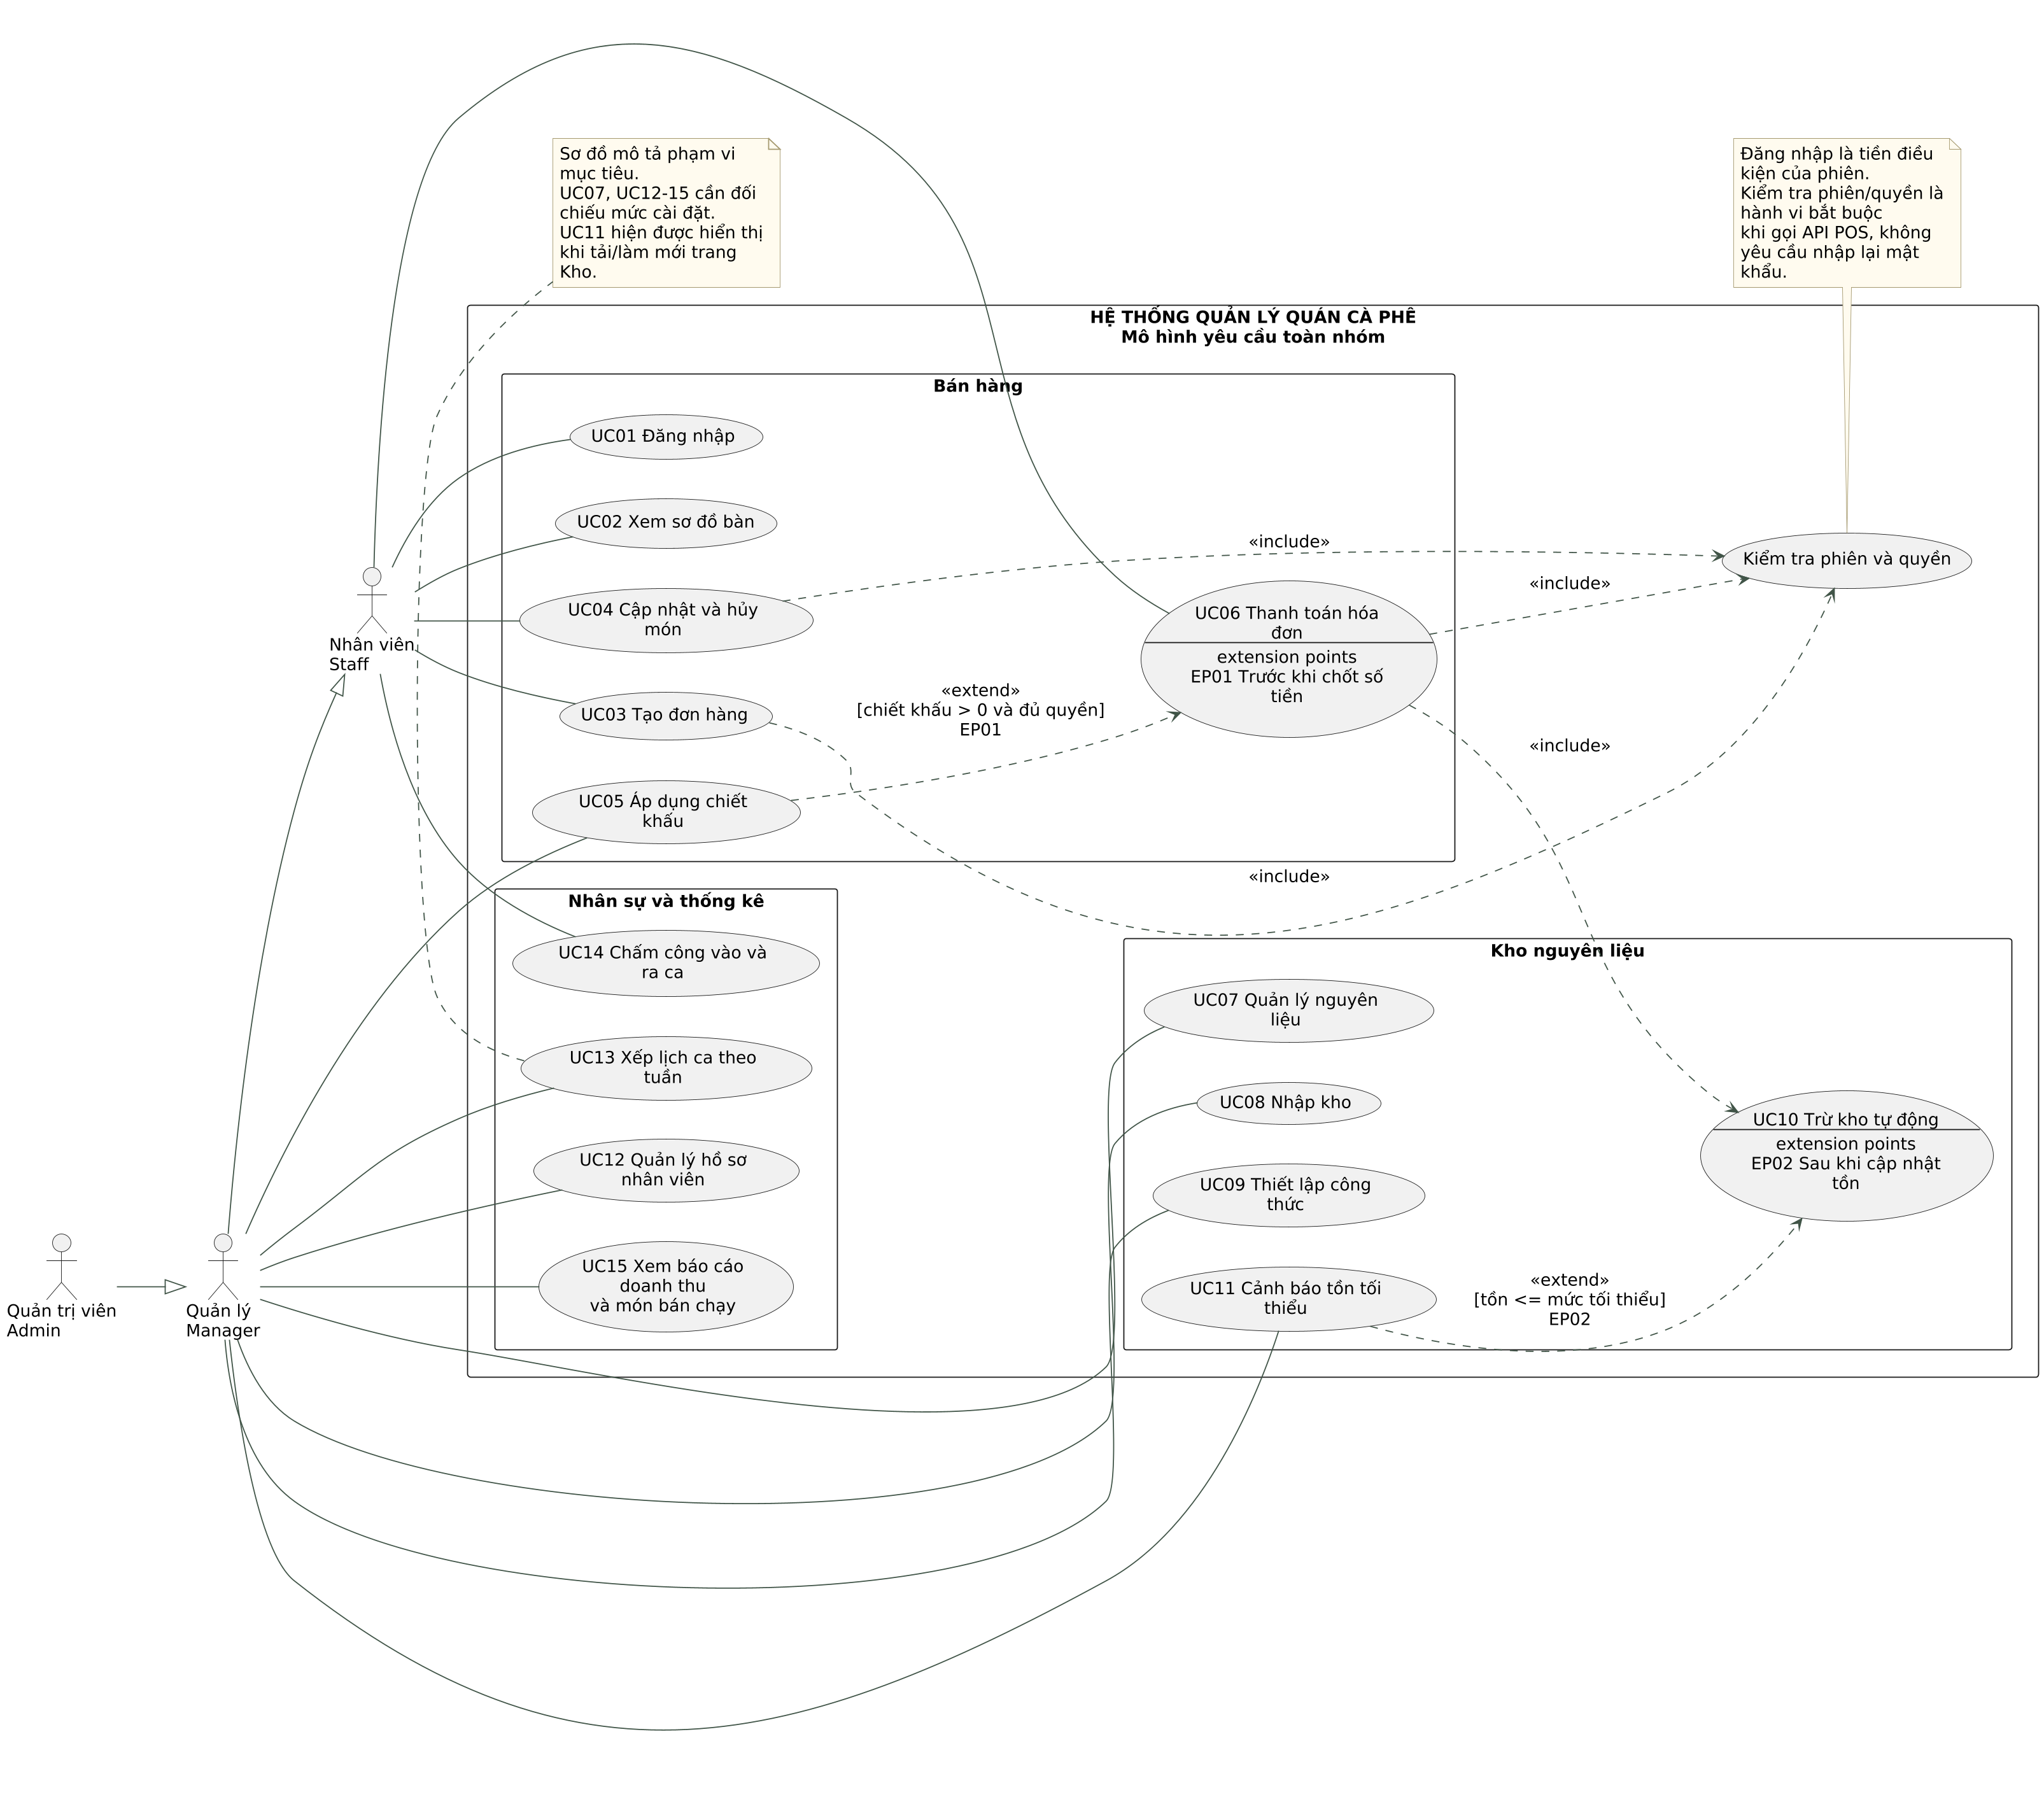 Sơ đồ mô tả phạm vi
mục tiêu.
UC07, UC12-15 cần đối
chiếu mức cài đặt.
UC11 hiện được hiển thị
khi tải/làm mới trang
Kho.
Đăng nhập là tiền điều
kiện của phiên.
Kiểm tra phiên/quyền là
hành vi bắt buộc
khi gọi API POS, không
yêu cầu nhập lại mật
khẩu.
HỆ THỐNG QUẢN LÝ QUÁN CÀ PHÊ
Mô hình yêu cầu toàn nhóm
Bán hàng
UC01 Đăng nhập
UC02 Xem sơ đồ bàn
«include»
Kiểm tra phiên và quyền
«include»
UC04 Cập nhật và hủy
món
UC06 Thanh toán hóa
đơn
extension points
EP01 Trước khi chốt số
tiền
Nhân viên
Staff
«extend»
[chiết khấu > 0 và đủ quyền]
EP01
UC03 Tạo đơn hàng
«include»
UC05 Áp dụng chiết
khấu
«include»
Nhân sự và thống kê
UC14 Chấm công vào và
ra ca
UC13 Xếp lịch ca theo
tuần
UC12 Quản lý hồ sơ
nhân viên
UC15 Xem báo cáo
doanh thu
và món bán chạy
Kho nguyên liệu
UC07 Quản lý nguyên
liệu
UC08 Nhập kho
UC10 Trừ kho tự động
extension points
EP02 Sau khi cập nhật
tồn
UC09 Thiết lập công
thức
UC11 Cảnh báo tồn tối
thiểu
«extend»
[tồn <= mức tối thiểu]
EP02
Quản trị viên
Admin
Quản lý
Manager